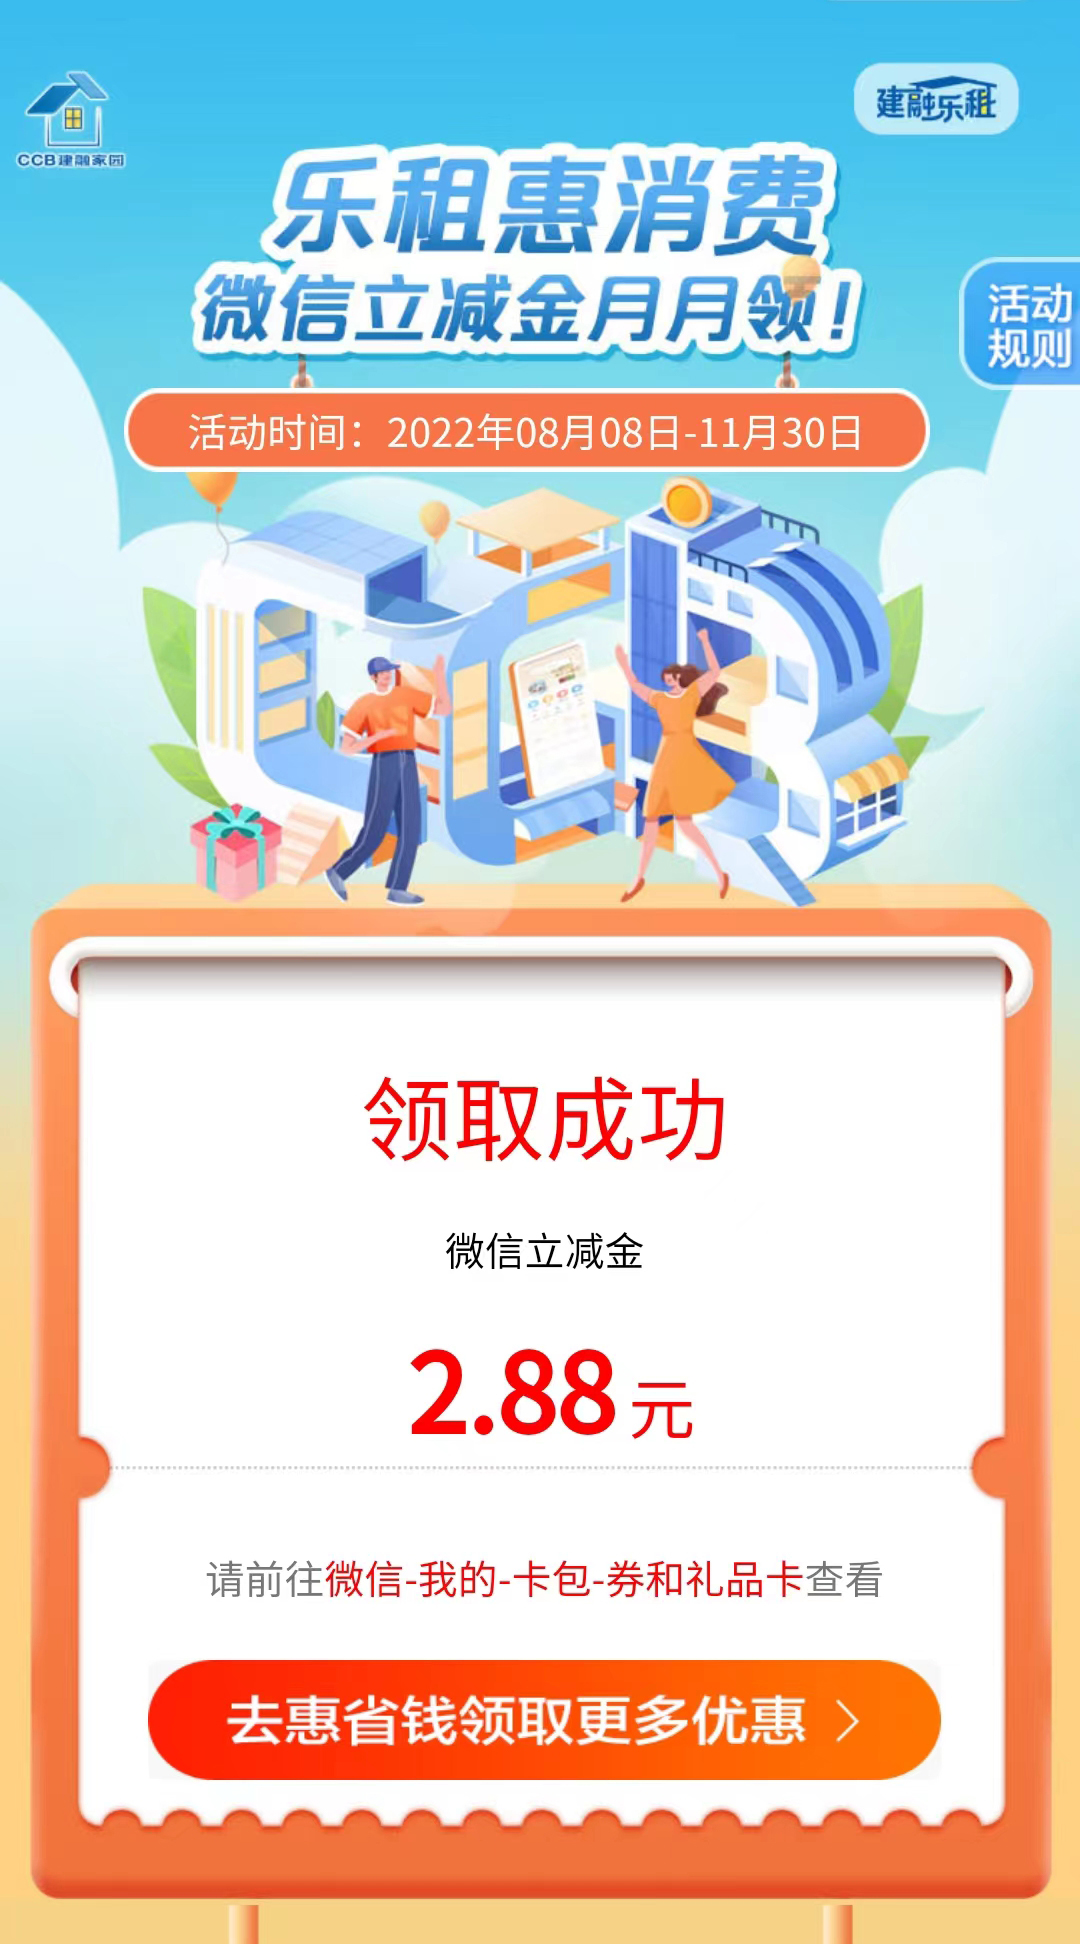 CCB建融家园
建融乐租
乐租惠消费
微信立减金月月领!
活动
规则
活动时间：2022年08月08日-11月30日
领取成功
微信立减金
2.88元
请前往微信-我的-卡包-券和礼品卡查看
去惠省钱领取更多优惠 >